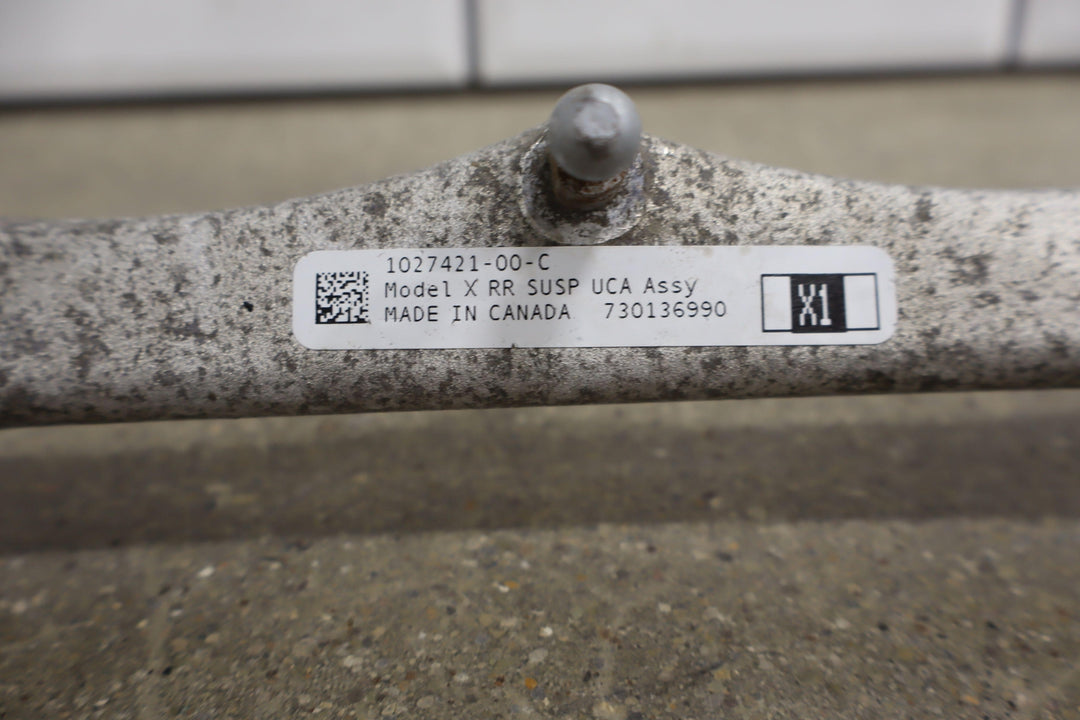 1027421-00-C
Model X RR SUSP UCA Assy
MADE IN CANADA 730136990
X1